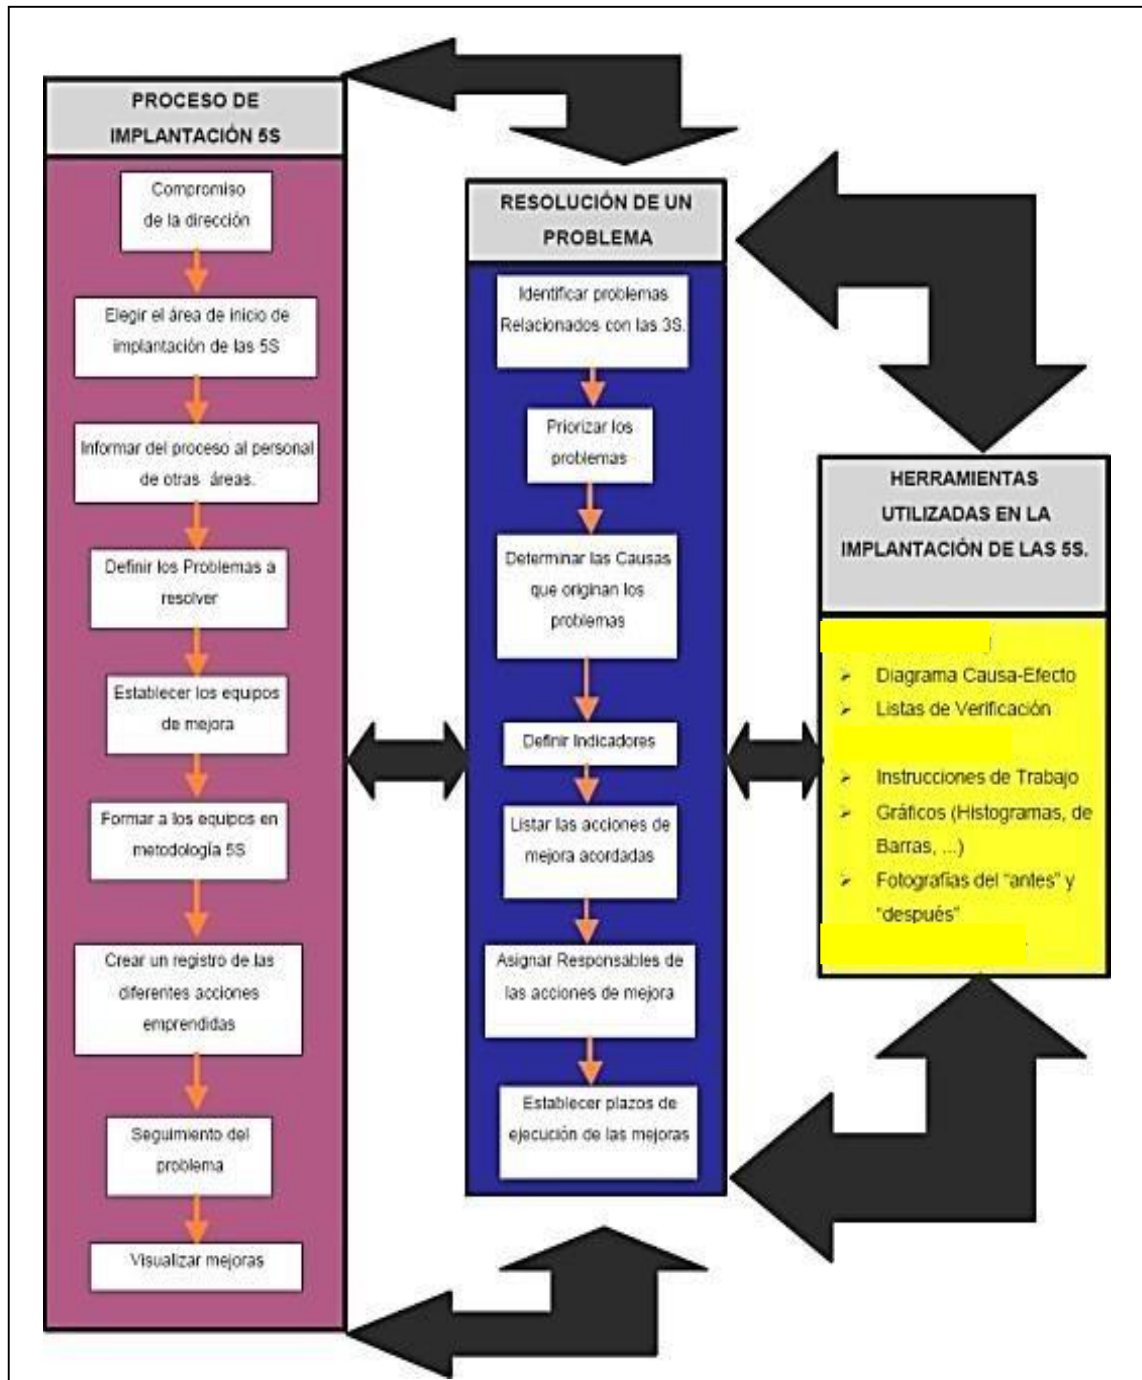 PROCESO DE
IMPLANTACIÓN 5S
Compromiso
de la dirección
Elegir el área de inicio de
implantación de las 5S
Informar del proceso al personal
de otras áreas.
Definir los Problemas a
resolver
Establecer los equipos
de mejora
Formar a los equipos en
metodología 5S
Crear un registro de las
diferentes acciones
emprendidas
Seguimiento del
problema
Visualizar mejoras
RESOLUCIÓN DE UN
PROBLEMA
Identificar problemas
Relacionados con las 3S.
Priorizar los
problemas
Determinar las Causas
que originan los
problemas
Definir Indicadores
Listar las acciones de
mejora acordadas
Asignar Responsables de
las acciones de mejora
Establecer plazos de
ejecución de las mejoras
HERRAMIENTAS
UTILIZADAS EN LA
IMPLANTACIÓN DE LAS 5S.
➢ Diagrama Causa-Efecto
➢ Listas de Verificación
➢ Instrucciones de Trabajo
➢ Gráficos (Histogramas, de
Barras, ...)
➢ Fotografías del "antes" y
"después"